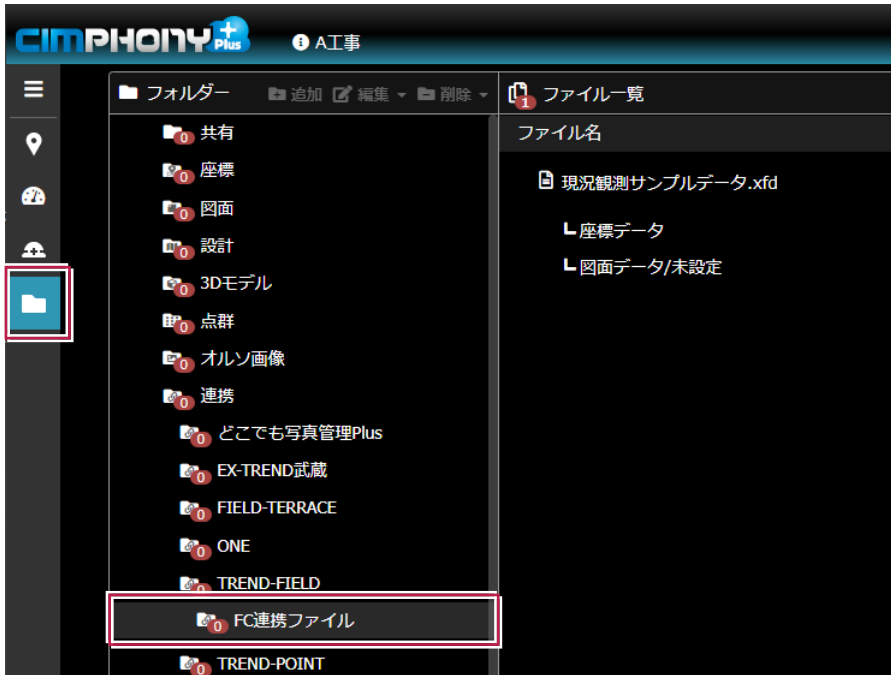 CIMPHONY Plus
A工事
フォルダー 追加 編集 削除
0 共有
0 座標
0 図面
0 設計
0 3Dモデル
0 点群
0 オルソ画像
0 連携
0 どこでも写真管理Plus
0 EX-TREND武蔵
0 FIELD-TERRACE
0 ONE
0 TREND-FIELD
0 FC連携ファイル
0 TREND-POINT
1 ファイル一覧
ファイル名
現況観測サンプルデータ.xfd
座標データ
図面データ/未設定